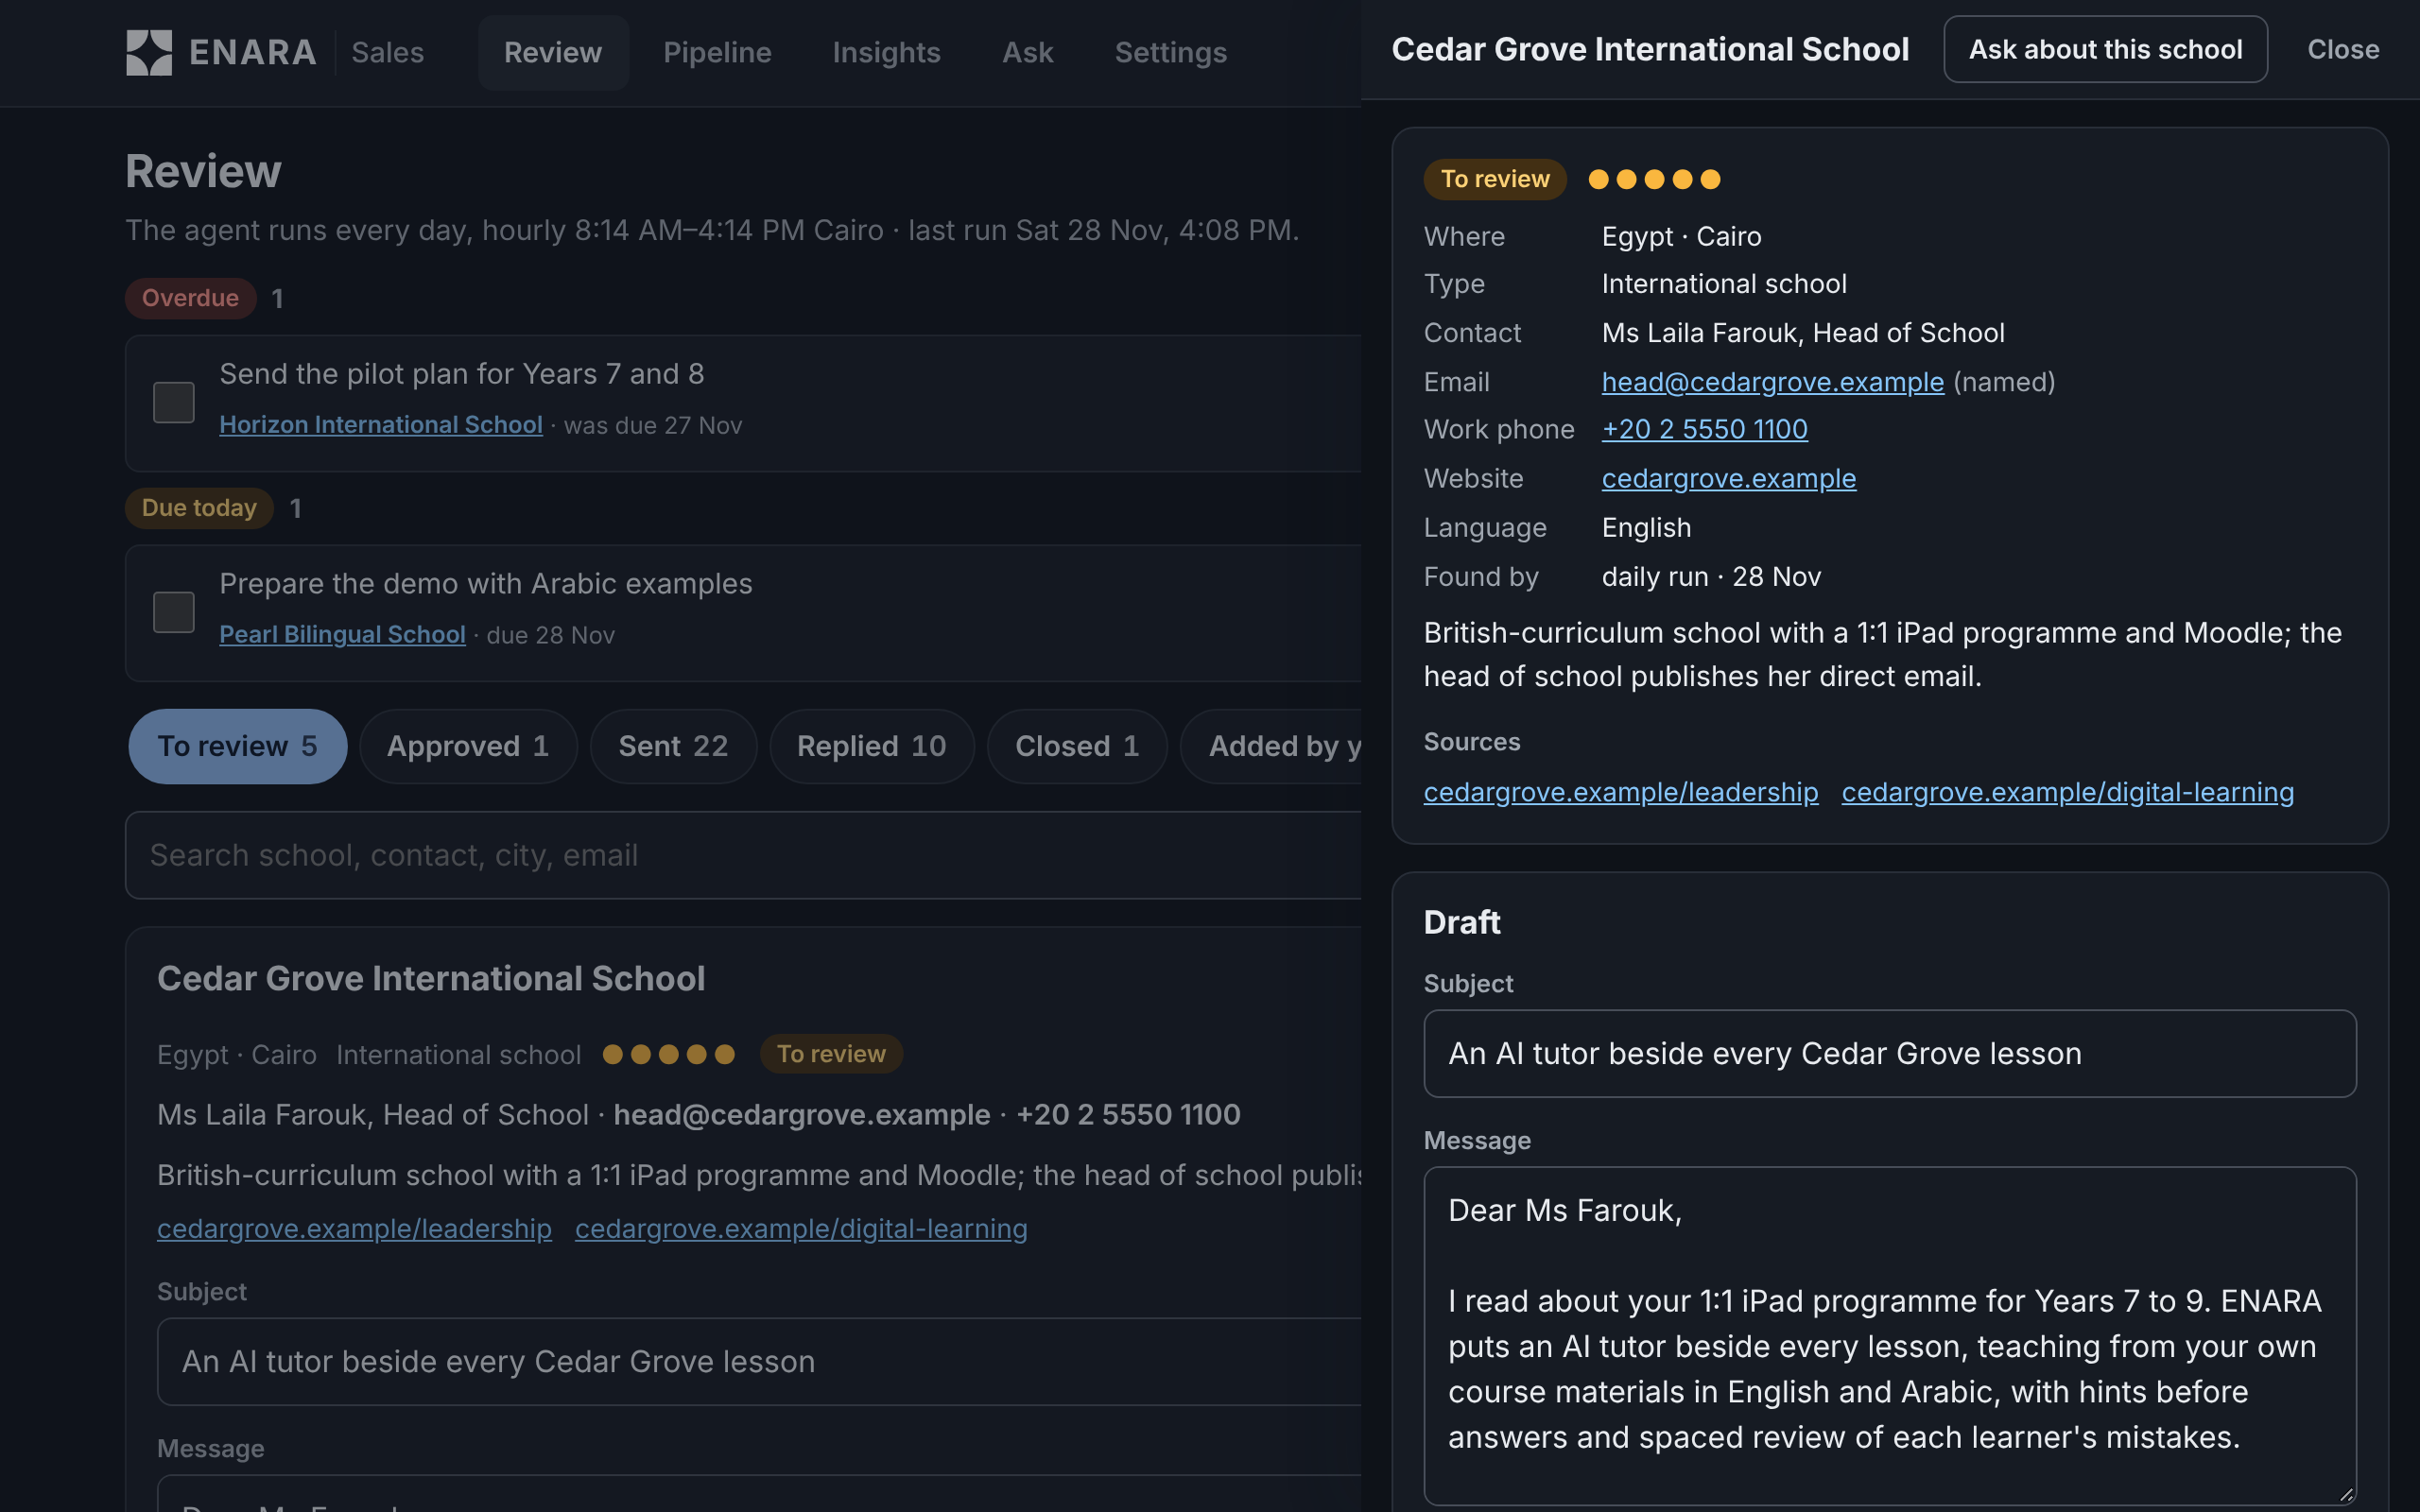 ENARA Sales Review Pipeline Insights Ask Settings
Review
The agent runs every day, hourly 8:14 AM–4:14 PM Cairo · last run Sat 28 Nov, 4:08 PM.
Overdue 1
Send the pilot plan for Years 7 and 8
Horizon International School · was due 27 Nov
Due today 1
Prepare the demo with Arabic examples
Pearl Bilingual School · due 28 Nov
To review 5 Approved 1 Sent 22 Replied 10 Closed 1 Added by
Search school, contact, city, email
Cedar Grove International School
Egypt · Cairo International school To review
Ms Laila Farouk, Head of School · head@cedargrove.example · +20 2 5550 1100
British-curriculum school with a 1:1 iPad programme and Moodle; the head of school
cedargrove.example/leadership cedargrove.example/digital-learning
Subject
An AI tutor beside every Cedar Grove lesson
Message
Cedar Grove International School Ask about this school Close
To review
Where Egypt · Cairo
Type International school
Contact Ms Laila Farouk, Head of School
Email head@cedargrove.example (named)
Work phone +20 2 5550 1100
Website cedargrove.example
Language English
Found by daily run · 28 Nov
British-curriculum school with a 1:1 iPad programme and Moodle; the
head of school publishes her direct email.
Sources
cedargrove.example/leadership cedargrove.example/digital-learning
Draft
Subject
An AI tutor beside every Cedar Grove lesson
Message
Dear Ms Farouk,
I read about your 1:1 iPad programme for Years 7 to 9. ENARA
puts an AI tutor beside every lesson, teaching from your own
course materials in English and Arabic, with hints before
answers and spaced review of each learner's mistakes.